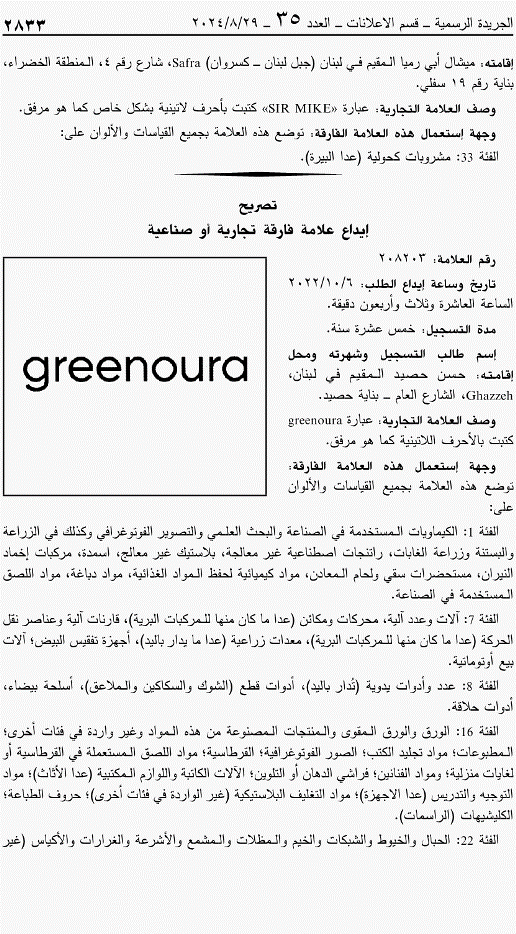 الجريدة الرسمية ــ قسم الاعلانات ــ العدد ٣٥ ــ ٢٠٢٤/٨/٢٩ ٢٨٣٣
إقامته: ميشال أبي رميا المقيم في لبنان (جبل لبنان ــ كسروان) Safra، شارع رقم ٤، المنطقة الخضراء،
بناية رقم ١٩ سفلي.
وصف العلامة التجارية: عبارة «SIR MIKE» كتبت بأحرف لاتينية بشكل خاص كما هو مرفق.
وجهة إستعمال هذه العلامة الفارقة: توضع هذه العلامة بجميع القياسات والألوان على:
الفئة 33: مشروبات كحولية (عدا البيرة).
تصريح
إيداع علامة فارقة تجارية أو صناعية
رقم العلامة: ٢٠٨٢٠٣
تاريخ وساعة إيداع الطلب: ٢٠٢٢/١٠/٦
الساعة العاشرة وثلاث وأربعون دقيقة.
مدة التسجيل: خمس عشرة سنة.
إسم طالب التسجيل وشهرته ومحل
إقامته: حسن حصيد المقيم في لبنان،
Ghazzeh، الشارع العام ــ بناية حصيد.
وصف العلامة التجارية: عبارة greenoura
كتبت بالأحرف اللاتينية كما هو مرفق.
وجهة إستعمال هذه العلامة الفارقة:
توضع هذه العلامة بجميع القياسات والألوان
على:
greenoura
الفئة 1: الكيماويات المستخدمة في الصناعة والبحث العلمي والتصوير الفوتوغرافي وكذلك في الزراعة
والبستنة وزراعة الغابات، راتنجات اصطناعية غير معالجة، بلاستيك غير معالج، اسمدة، مركبات إخماد
النيران، مستحضرات سقي ولحام المعادن، مواد كيميائية لحفظ المواد الغذائية، مواد دباغة، مواد اللصق
المستخدمة في الصناعة.
الفئة 7: آلات وعدد آلية، محركات ومكائن (عدا ما كان منها للمركبات البرية)، قارنات آلية وعناصر نقل
الحركة (عدا ما كان منها للمركبات البرية)، معدات زراعية (عدا ما يدار باليد)، أجهزة تفقيس البيض؛ آلات
بيع أوتوماتية.
الفئة 8: عدد وأدوات يدوية (تُدار باليد)، أدوات قطع (الشوك والسكاكين والملاعق)، أسلحة بيضاء،
أدوات حلاقة.
الفئة 16: الورق والورق المقوى والمنتجات المصنوعة من هذه المواد وغير واردة في فئات أخرى؛
المطبوعات؛ مواد تجليد الكتب؛ الصور الفوتوغرافية؛ القرطاسية؛ مواد اللصق المستعملة في القرطاسية أو
لغايات منزلية؛ ومواد الفنانين؛ فراشي الدهان أو التلوين؛ الآلات الكاتبة واللوازم المكتبية (عدا الأثاث)؛ مواد
التوجيه والتدريس (عدا الاجهزة)؛ مواد التغليف البلاستيكية (غير الواردة في فئات أخرى)؛ حروف الطباعة؛
الكليشيهات (الراسمات).
الفئة 22: الحبال والخيوط والشبكات والخيم والمظلات والمشمع والأشرعة والغرارات والأكياس (غير